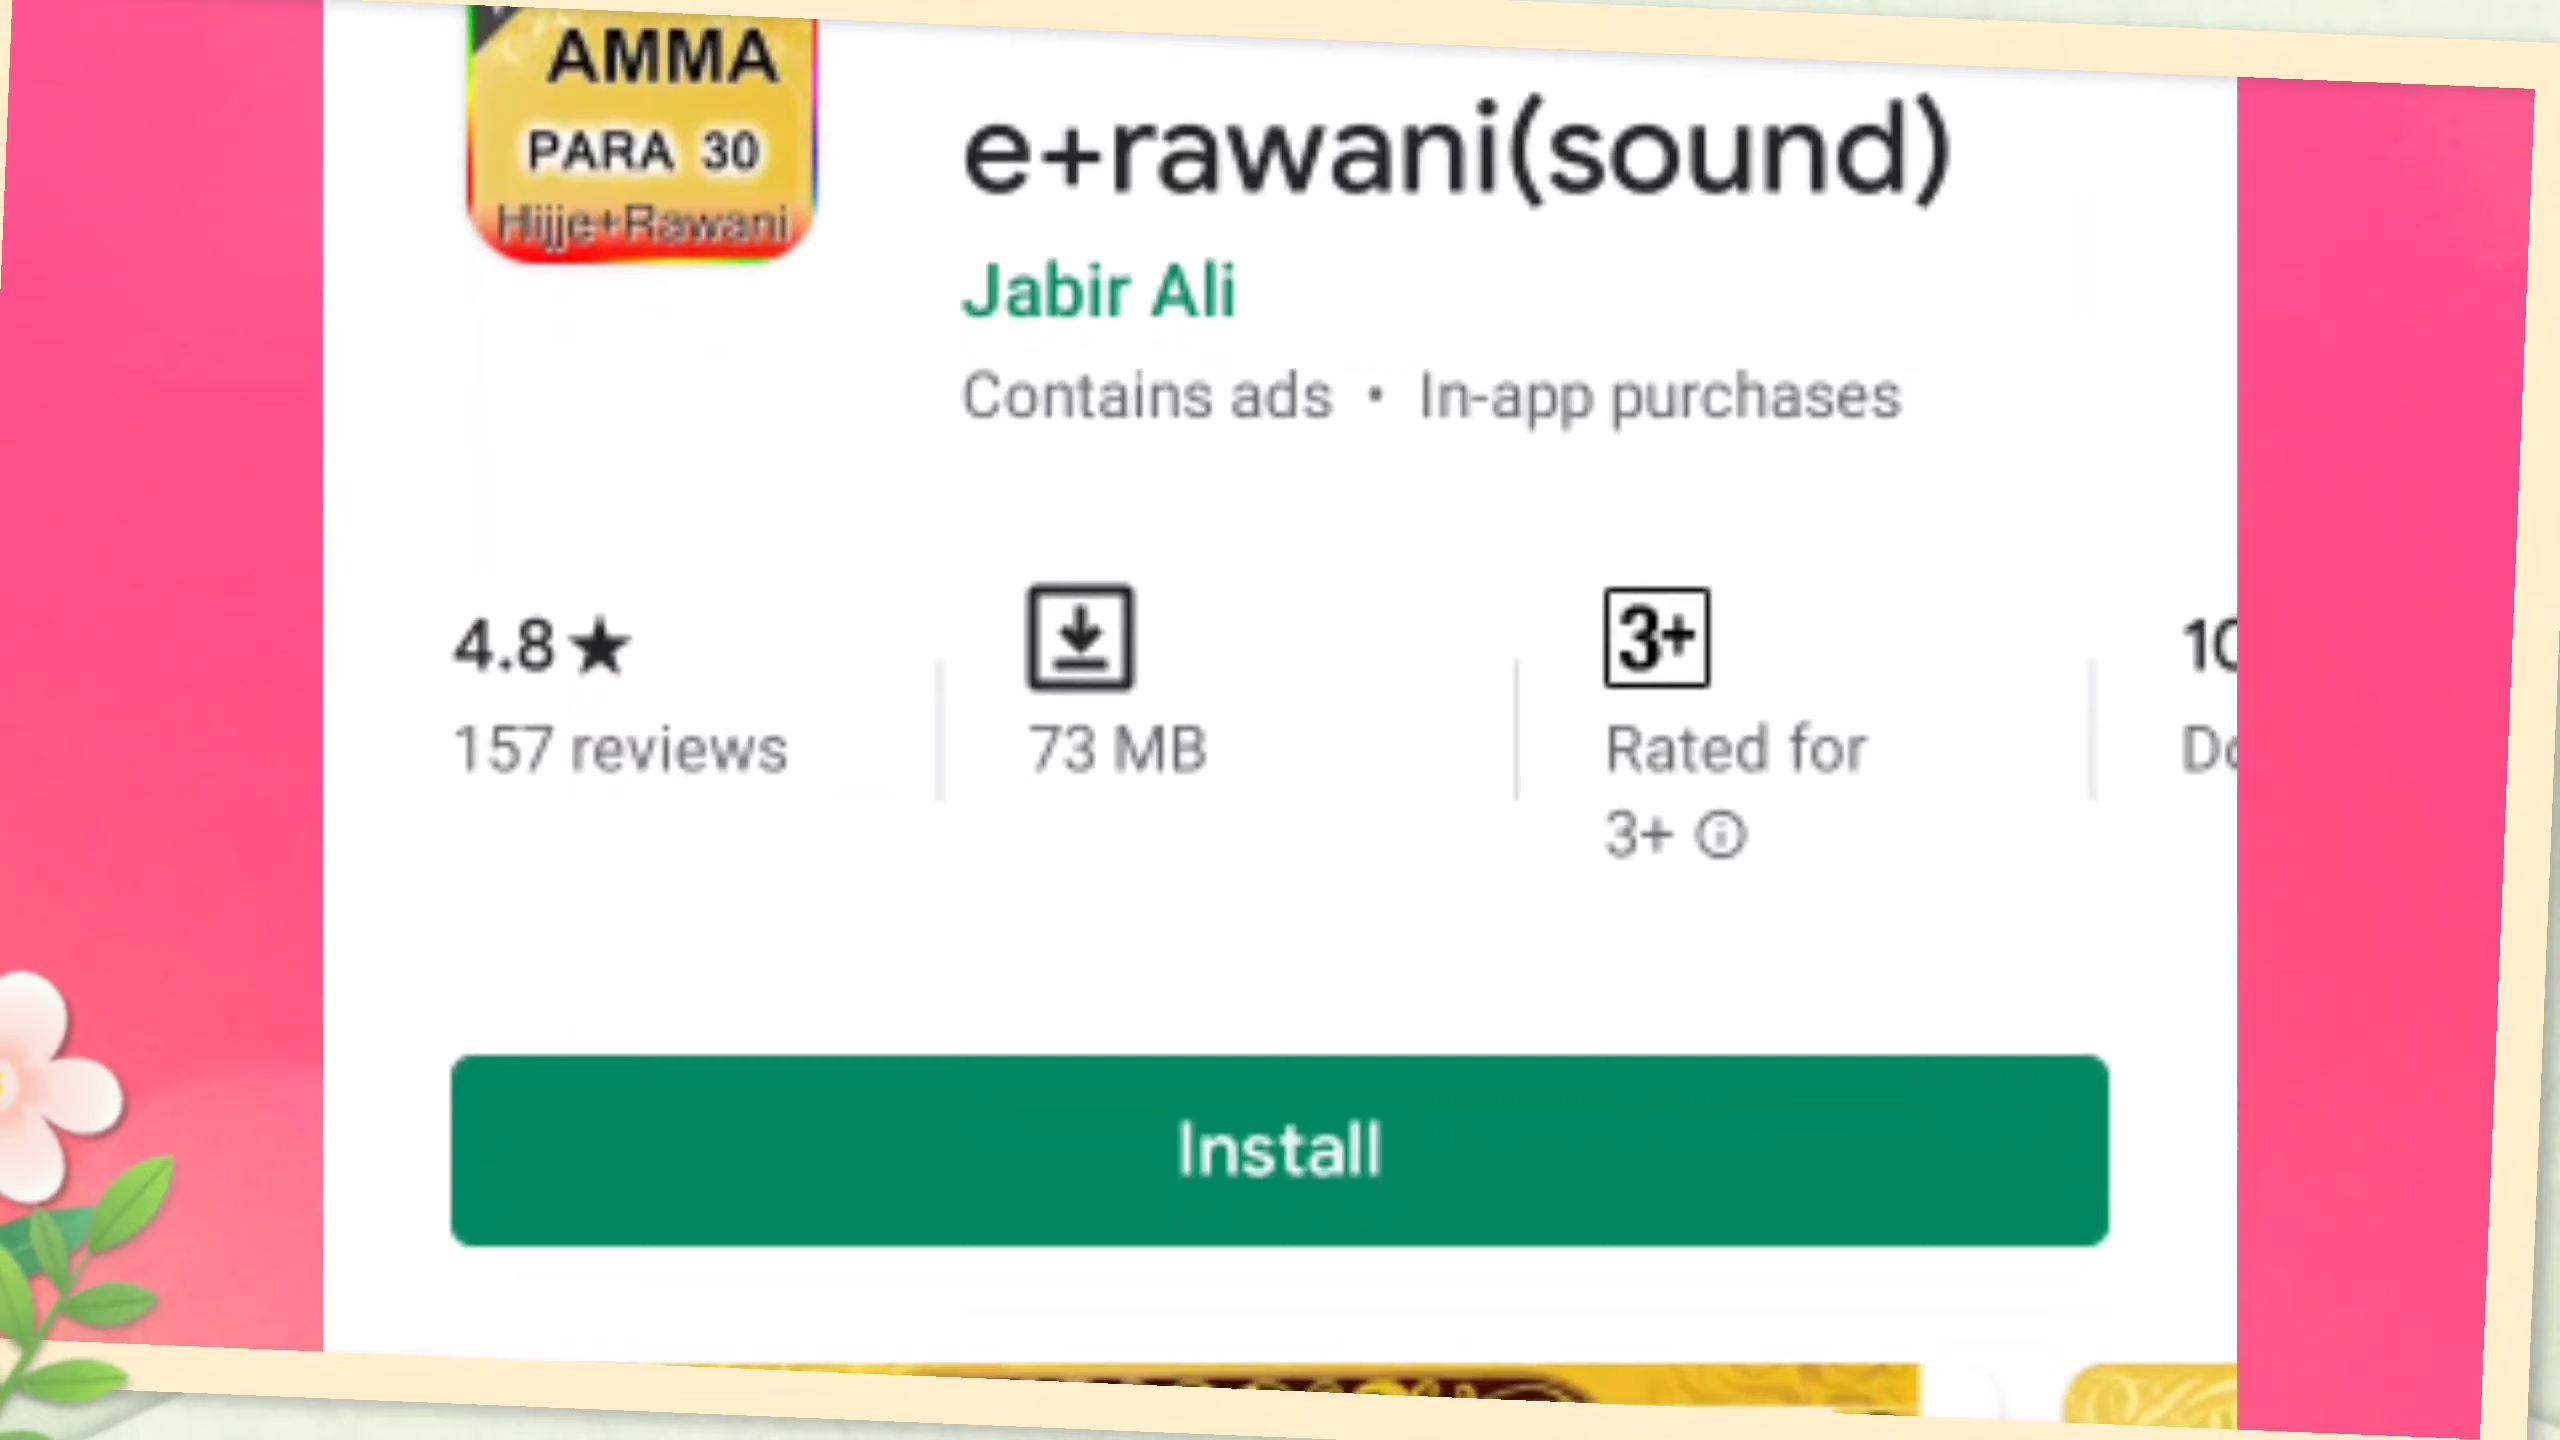 AMMA
PARA 30
Hijje+Rawani
e+rawani(sound)
Jabir Ali
Contains ads • In-app purchases
4.8★
157 reviews
73 MB
3+
Rated for
3+
Install